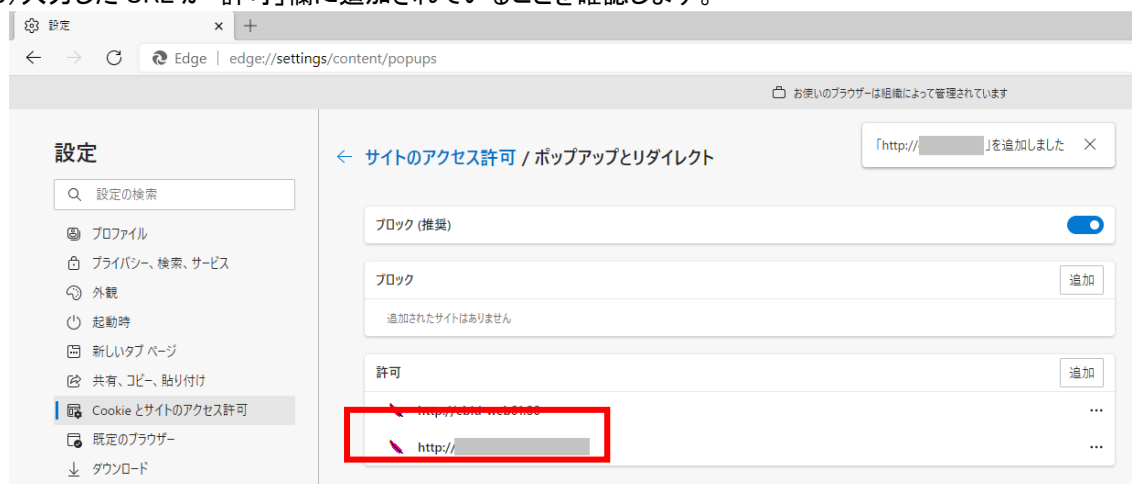 入力した URL が「許可」欄に追加されていることを確認します。
設定
Edge | edge://settings/content/popups
お使いのブラウザーは組織によって管理されています
設定
サイトのアクセス許可 / ポップアップとリダイレクト
「http:// 」を追加しました
設定の検索
プロファイル
プライバシー、検索、サービス
外観
起動時
新しいタブ ページ
共有、コピー、貼り付け
Cookie とサイトのアクセス許可
既定のブラウザー
ダウンロード
ブロック (推奨)
ブロック
追加
追加されたサイトはありません
許可
追加
http://